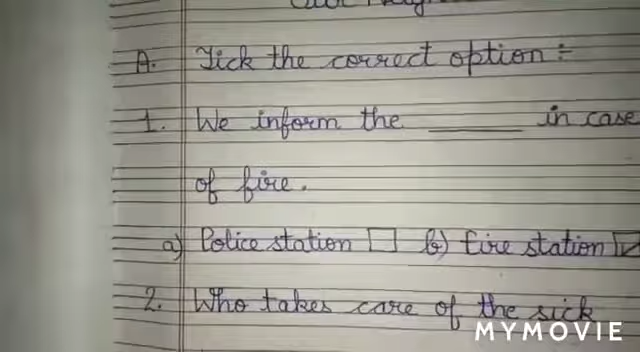 A. Tick the correct option :-
1. We inform the ______ in case
of fire.
a) Police station ☐ b) Fire station ☑
2. Who takes care of the sick
MYMOVIE